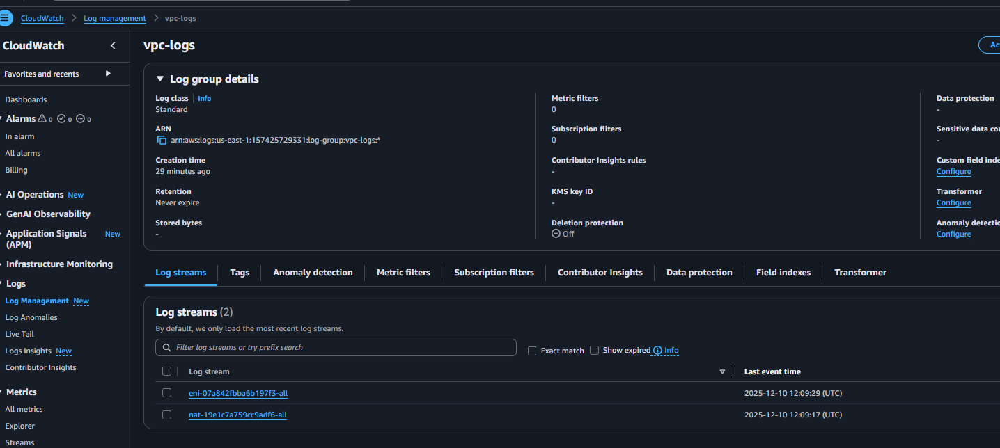 CloudWatch > Log management > vpc-logs
CloudWatch
Favorites and recents
Dashboards
Alarms 0 0 0
In alarm
All alarms
Billing
AI Operations New
GenAI Observability
Application Signals (APM) New
Infrastructure Monitoring
Logs
Log Management New
Log Anomalies
Live Tail
Logs Insights New
Contributor Insights
Metrics
All metrics
Explorer
Streams
vpc-logs
Ac
Log group details
Log class Info
Standard
ARN
arn:aws:logs:us-east-1:157425729331:log-group:vpc-logs:*
Creation time
29 minutes ago
Retention
Never expire
Stored bytes
-
Metric filters
0
Subscription filters
0
Contributor Insights rules
-
KMS key ID
-
Deletion protection
Off
Data protection
-
Sensitive data cou
-
Custom field inde
Configure
Transformer
Configure
Anomaly detectio
Configure
Log streams Tags Anomaly detection Metric filters Subscription filters Contributor Insights Data protection Field indexes Transformer
Log streams (2)
By default, we only load the most recent log streams.
Filter log streams or try prefix search Exact match Show expired Info
Log stream Last event time
eni-07a842fbba6b197f3-all 2025-12-10 12:09:29 (UTC)
nat-19e1c7a759cc9adf6-all 2025-12-10 12:09:17 (UTC)